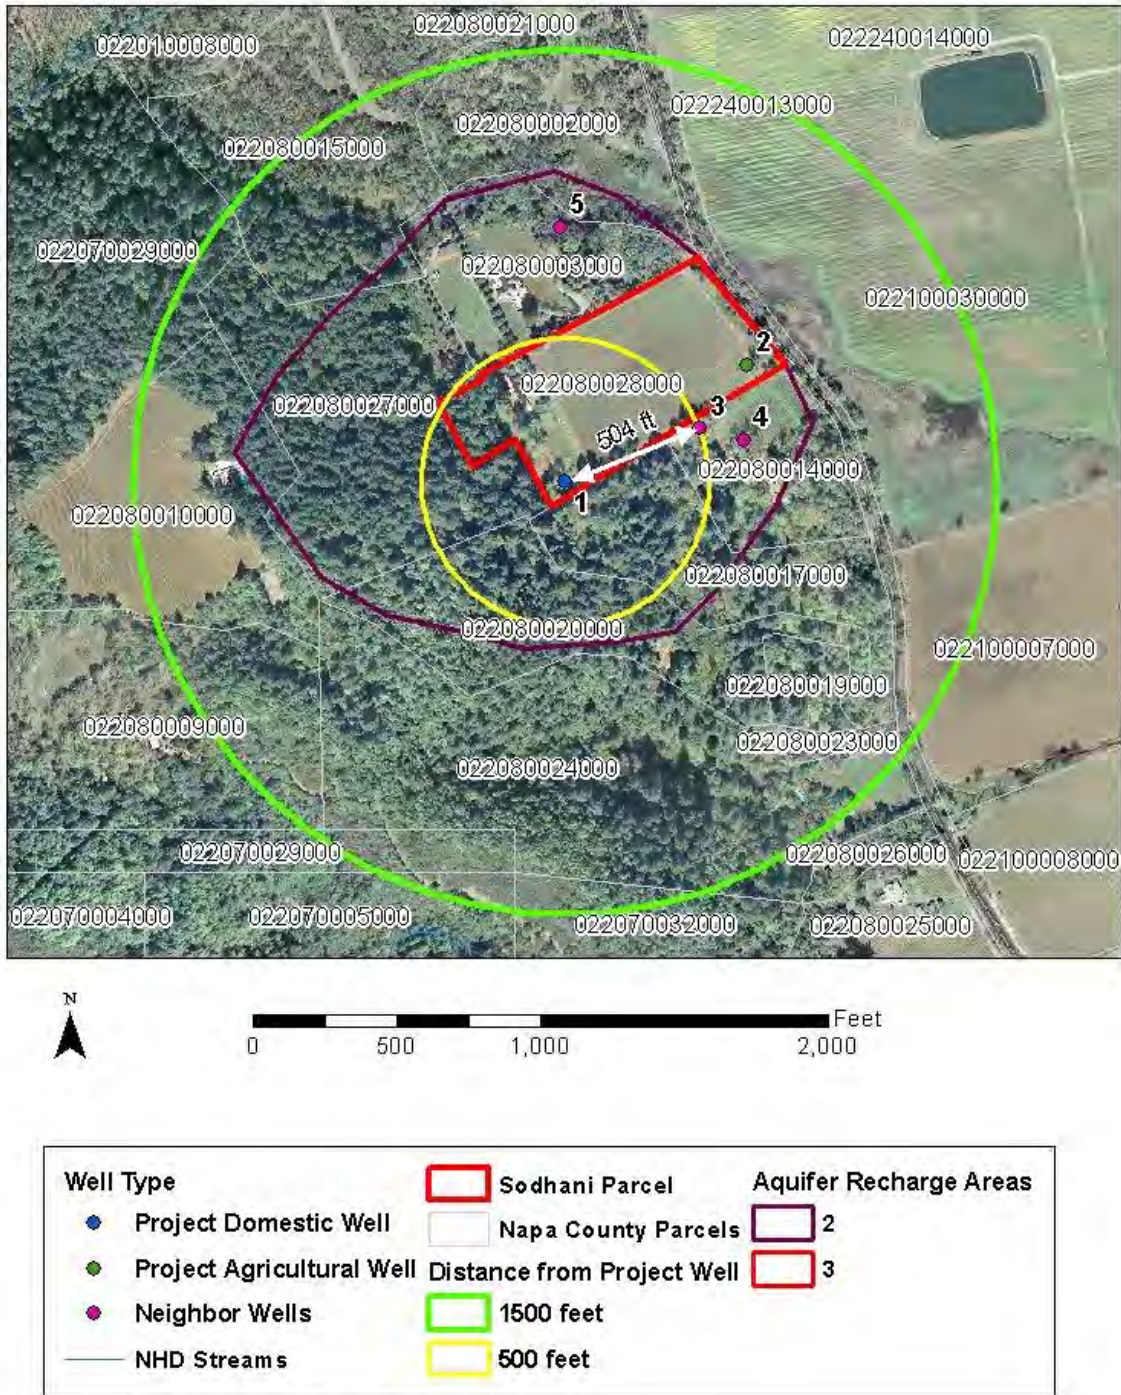 022080021000
022240014000
022010008000
022240013000
022080002000
022080015000
5
022070029000
022080003000
022100030000
2
022080028000
022080027000
3
4
504 ft
022080014000
1
022080010000
022080017000
022080020000
022100007000
022080019000
022080009000
022080023000
022080024000
022070029000
022080026000
022100008000
022070004000
022070005000
022070032000
022080025000
N
Feet
0 500 1,000 2,000
Well Type
Project Domestic Well
Project Agricultural Well
Neighbor Wells
NHD Streams
Sodhani Parcel
Napa County Parcels
Distance from Project Well
1500 feet
500 feet
Aquifer Recharge Areas
2
3